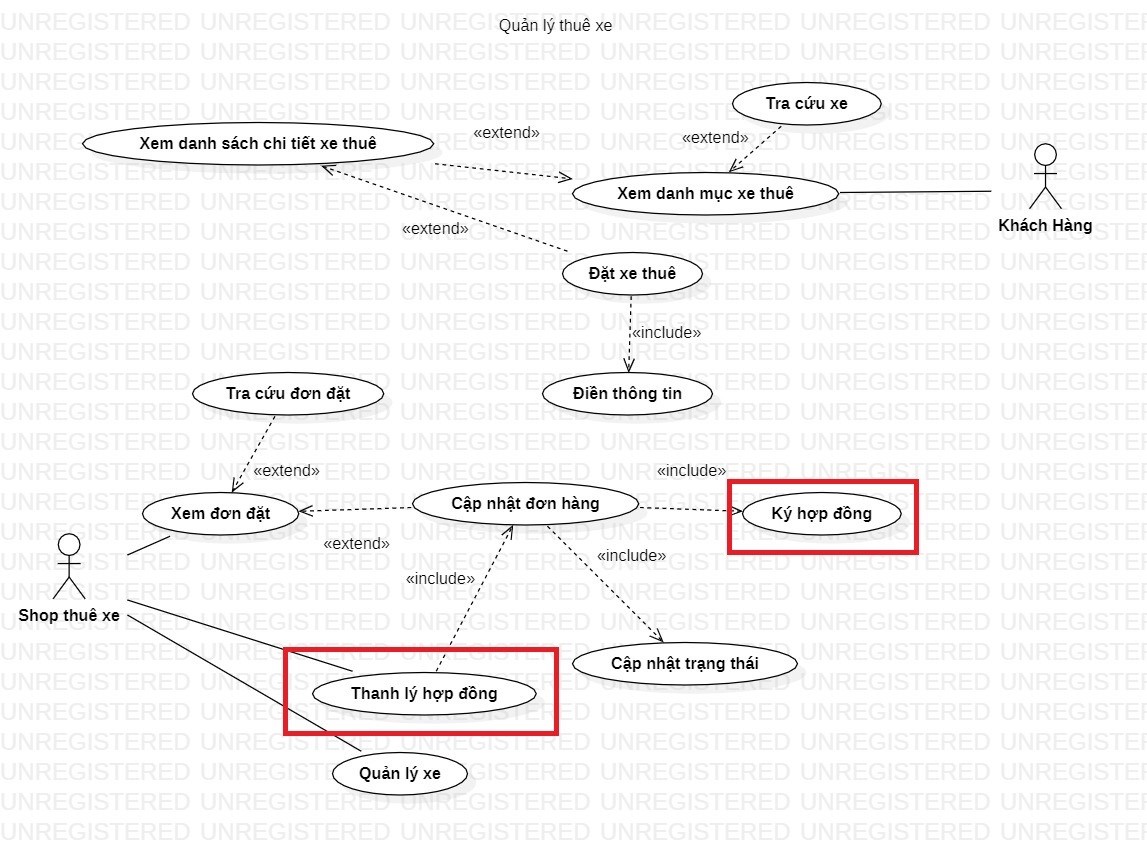 Quản lý thuê xe
Tra cứu xe
«extend»
«extend»
Xem danh sách chi tiết xe thuê
Xem danh mục xe thuê
Khách Hàng
«extend»
Đặt xe thuê
«include»
Tra cứu đơn đặt
Điền thông tin
«extend»
«include»
Xem đơn đặt
Cập nhật đơn hàng
Ký hợp đồng
«extend»
«include»
«include»
Shop thuê xe
Cập nhật trạng thái
Thanh lý hợp đồng
Quản lý xe
UNREGISTERED